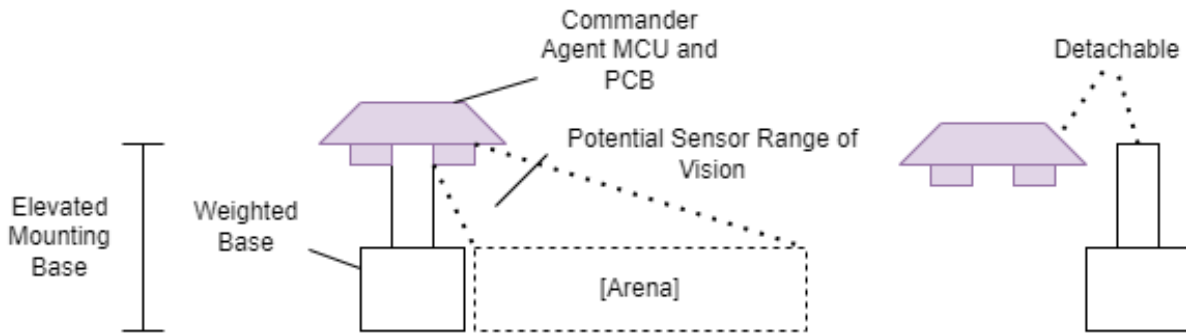 Commander
Agent MCU and
PCB
Detachable
Potential Sensor Range of
Vision
Elevated
Mounting
Base
Weighted
Base
[Arena]